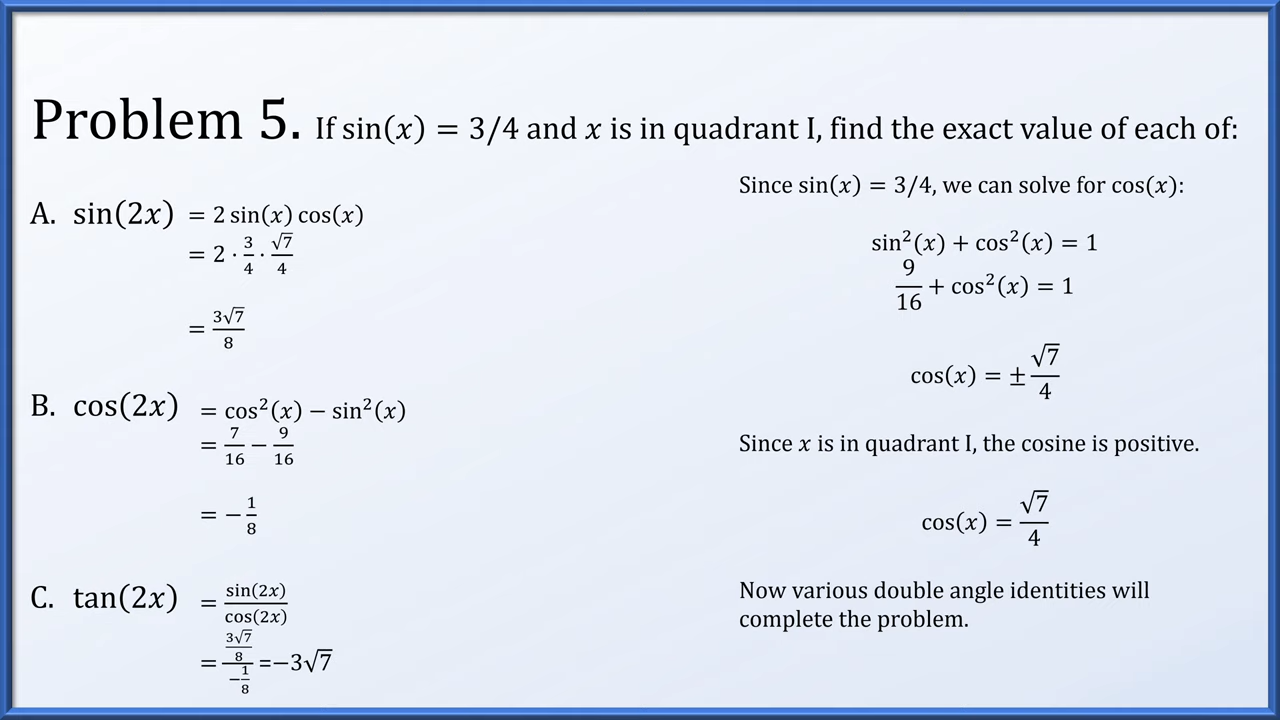 Problem 5. If sin(𝑥) = 3/4 and 𝑥 is in quadrant I, find the exact value of each of:
A. sin(2𝑥) = 2 sin(𝑥) cos(𝑥)
= 2 · 3/4 · √7/4
= 3√7/8
B. cos(2𝑥) = cos²(𝑥) − sin²(𝑥)
= 7/16 − 9/16
= −1/8
C. tan(2𝑥) = sin(2𝑥)/cos(2𝑥)
= (3√7/8)/(−1/8) =−3√7
Since sin(𝑥) = 3/4, we can solve for cos(𝑥):
sin²(𝑥) + cos²(𝑥) = 1
9/16 + cos²(𝑥) = 1
cos(𝑥) = ± √7/4
Since 𝑥 is in quadrant I, the cosine is positive.
cos(𝑥) = √7/4
Now various double angle identities will
complete the problem.